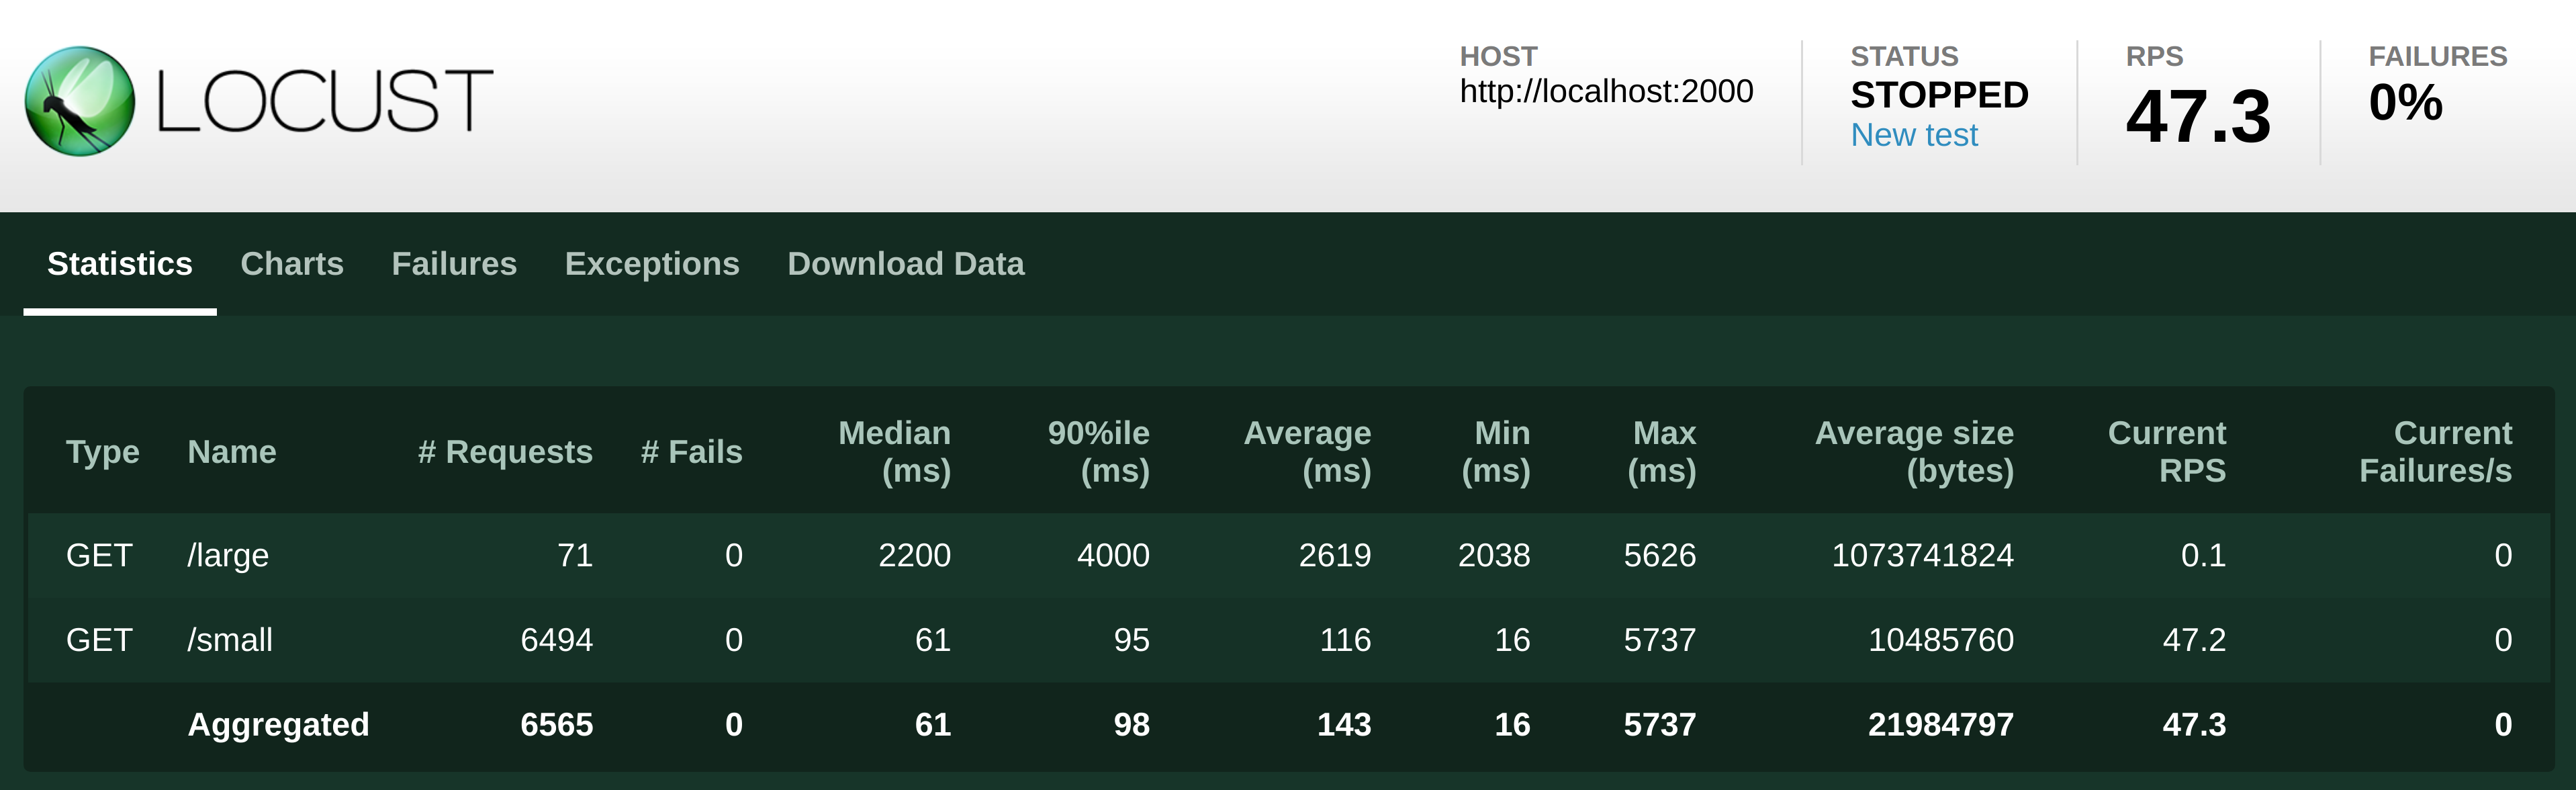 LOCUST
HOST
http://localhost:2000
STATUS
STOPPED
New test
RPS
47.3
FAILURES
0%
Statistics Charts Failures Exceptions Download Data
Type Name # Requests # Fails Median (ms) 90%ile (ms) Average (ms) Min (ms) Max (ms) Average size (bytes) Current RPS Current Failures/s
GET /large 71 0 2200 4000 2619 2038 5626 1073741824 0.1 0
GET /small 6494 0 61 95 116 16 5737 10485760 47.2 0
Aggregated 6565 0 61 98 143 16 5737 21984797 47.3 0